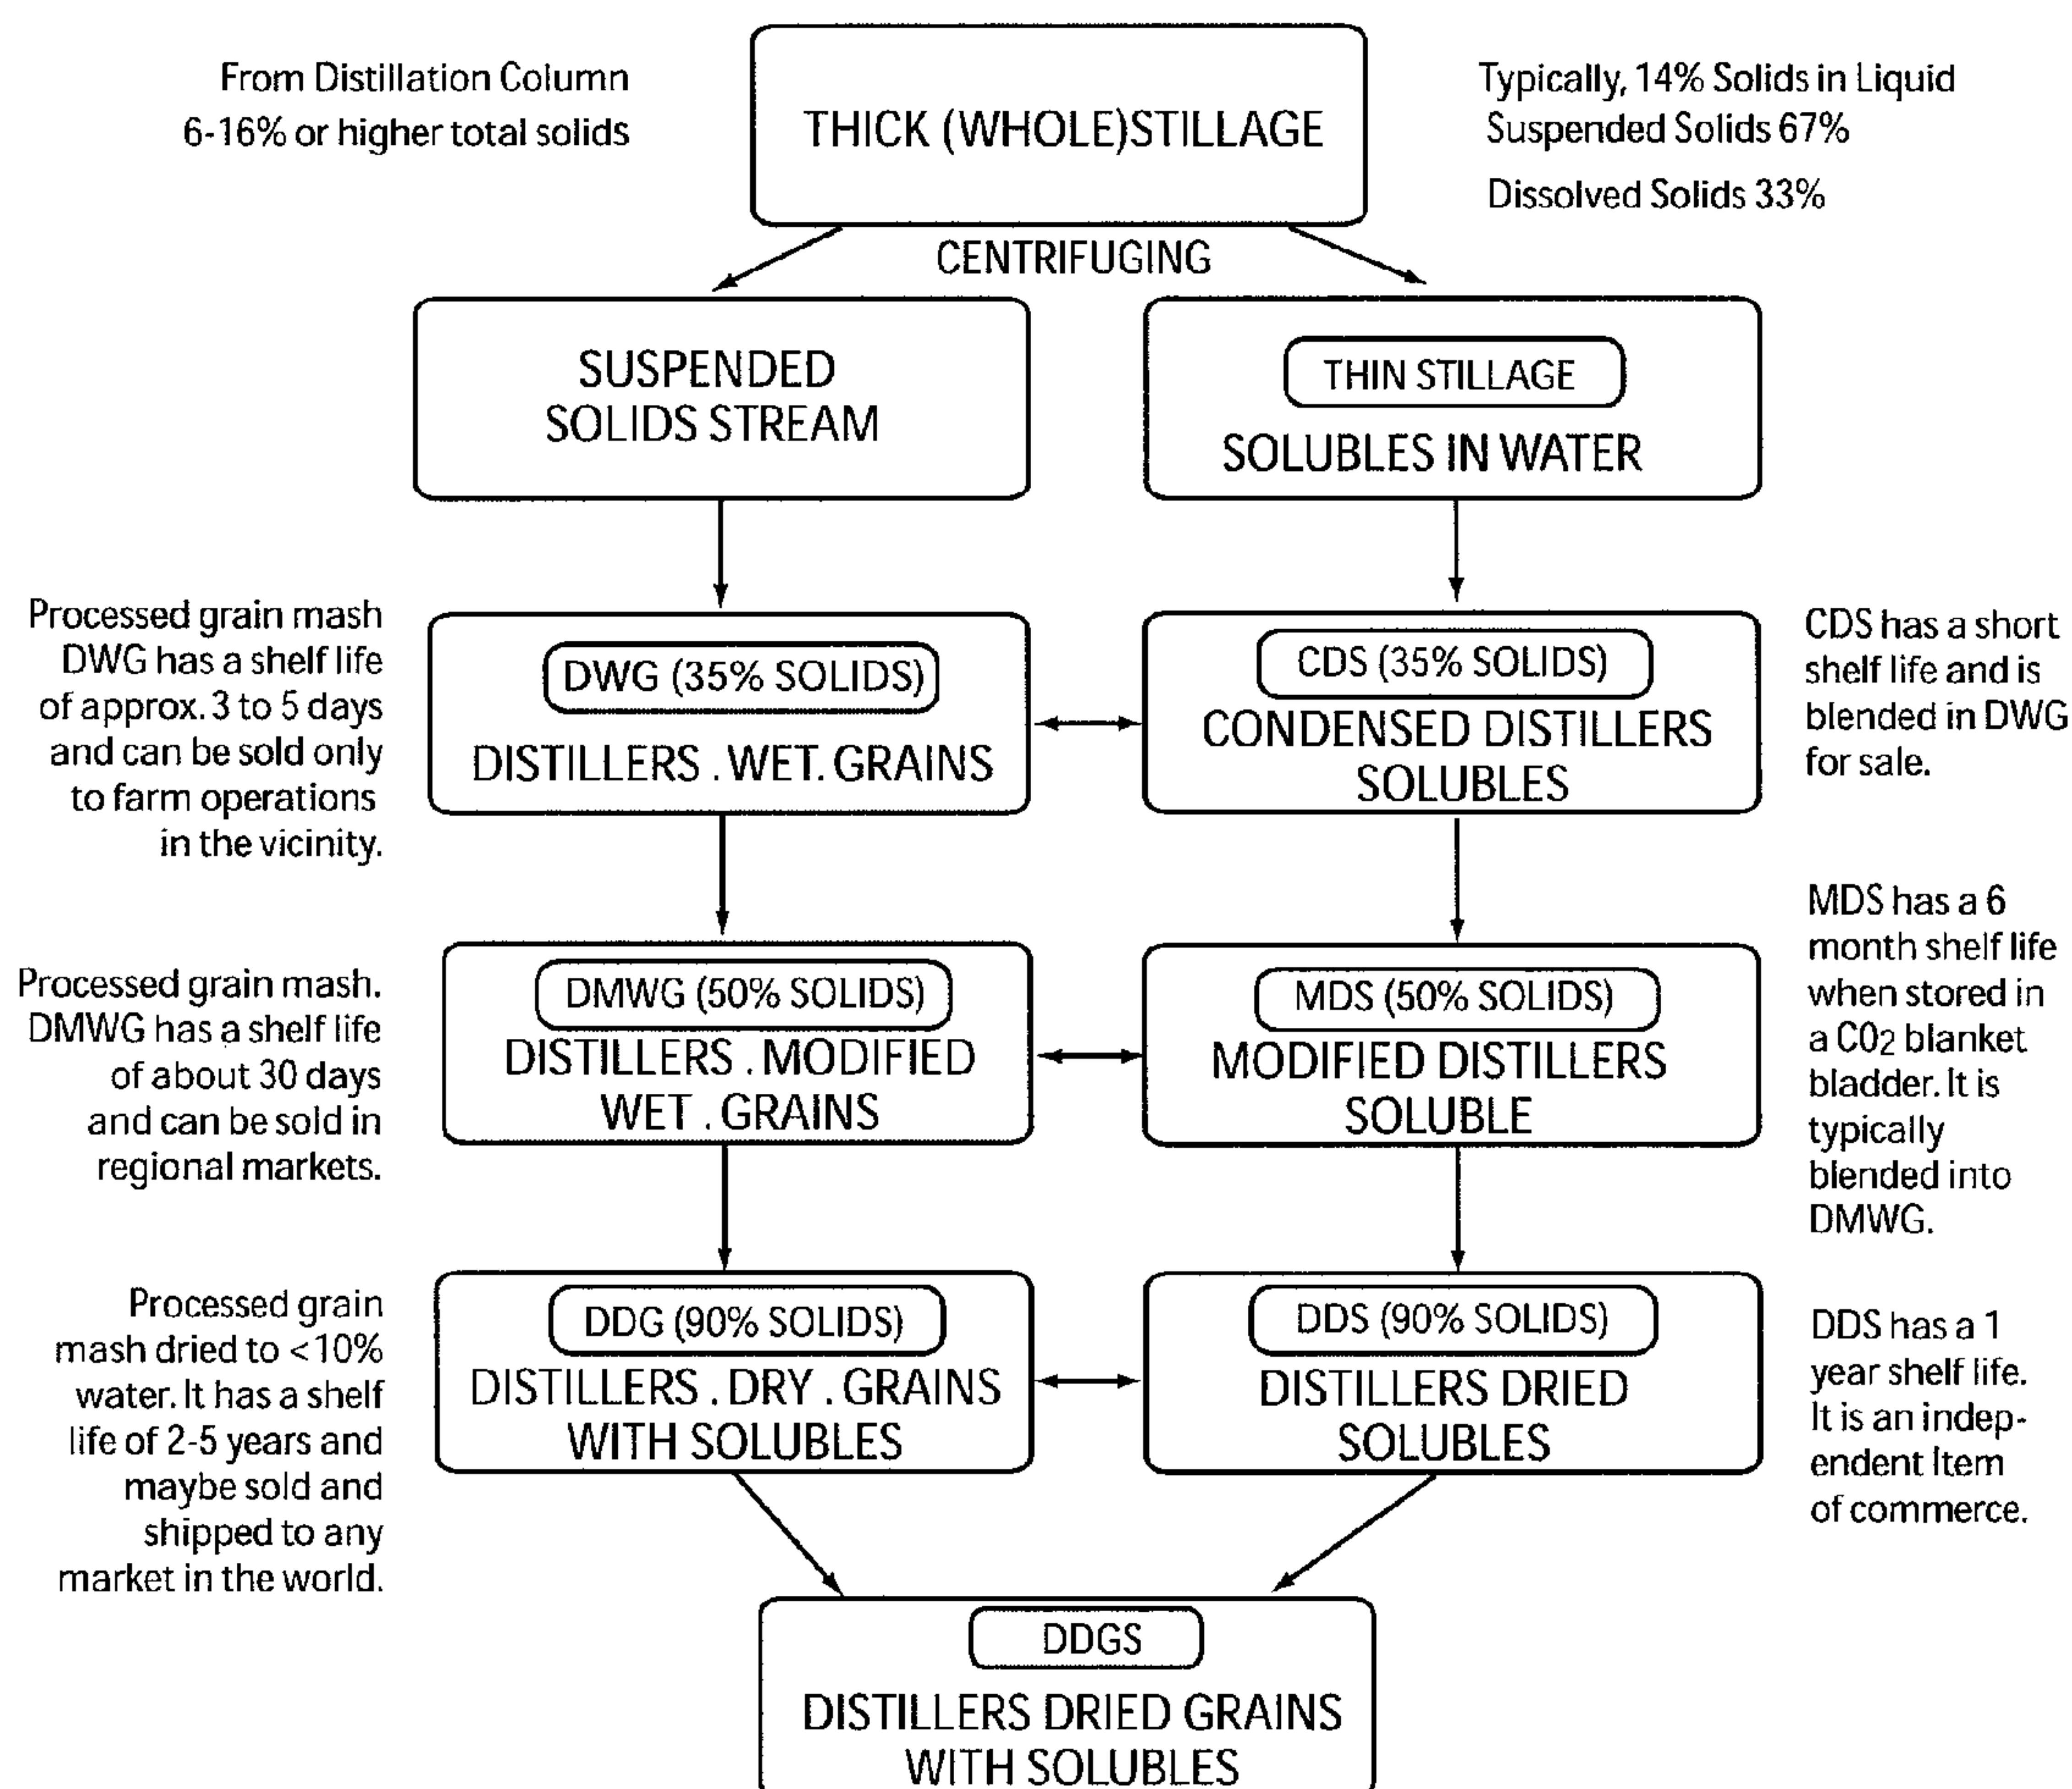 From Distillation Column
6-16% or higher total solids
THICK (WHOLE)STILLAGE
Typically, 14% Solids in Liquid
Suspended Solids 67%
Dissolved Solids 33%
CENTRIFUGING
SUSPENDED
SOLIDS STREAM
THIN STILLAGE
SOLUBLES IN WATER
Processed grain mash
DWG has a shelf life
of approx. 3 to 5 days
and can be sold only
to farm operations
in the vicinity.
DWG (35% SOLIDS)
DISTILLERS . WET. GRAINS
CDS (35% SOLIDS)
CONDENSED DISTILLERS
SOLUBLES
CDS has a short
shelf life and is
blended in DWG
for sale.
Processed grain mash.
DMWG has a shelf life
of about 30 days
and can be sold in
regional markets.
DMWG (50% SOLIDS)
DISTILLERS . MODIFIED
WET . GRAINS
MDS (50% SOLIDS)
MODIFIED DISTILLERS
SOLUBLE
MDS has a 6
month shelf life
when stored in
a CO2 blanket
bladder. It is
typically
blended into
DMWG.
Processed grain
mash dried to <10%
water. It has a shelf
life of 2-5 years and
maybe sold and
shipped to any
market in the world.
DDG (90% SOLIDS)
DISTILLERS . DRY . GRAINS
WITH SOLUBLES
DDS (90% SOLIDS)
DISTILLERS DRIED
SOLUBLES
DDS has a 1
year shelf life.
It is an indep-
endent Item
of commerce.
DDGS
DISTILLERS DRIED GRAINS
WITH SOLUBLES